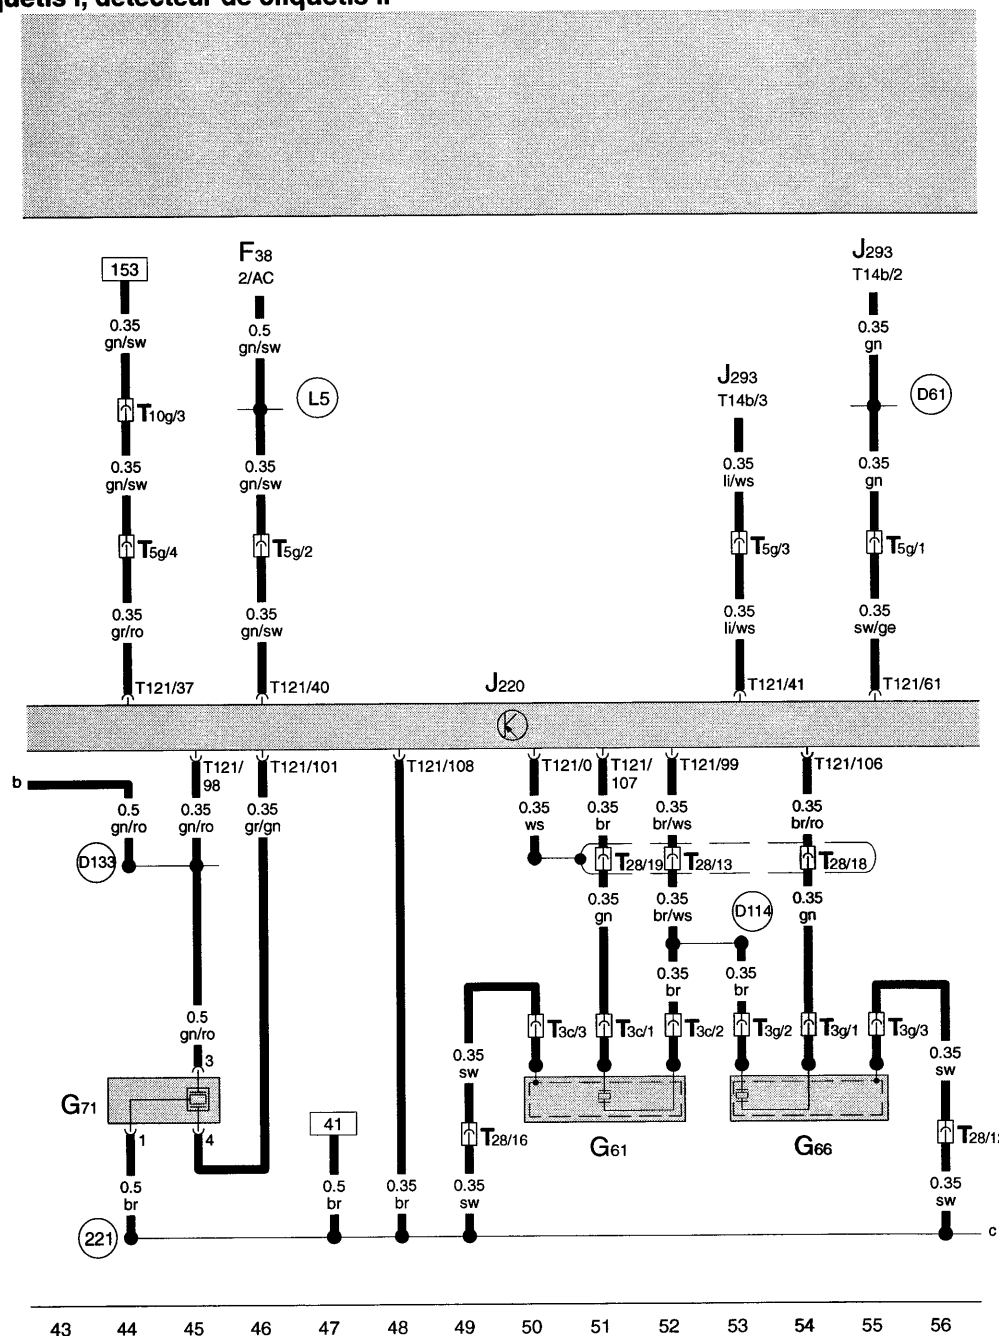 153
F38
2/AC
J293
T14b/2
0.35
gn/sw
0.5
gn/sw
0.35
gn
J293
T14b/3
L5
D61
T10g/3
0.35
gn/sw
0.35
gn/sw
0.35
li/ws
0.35
gn
T5g/4
T5g/2
T5g/3
T5g/1
0.35
gr/ro
0.35
gn/sw
0.35
li/ws
0.35
sw/ge
T121/37
T121/40
J220
T121/41
T121/61
b
T121/
98
T121/101
T121/108
T121/0
T121/
107
T121/99
T121/106
0.5
gn/ro
0.35
gn/ro
0.35
gr/gn
0.35
ws
0.35
br
0.35
br/ws
0.35
br/ro
D133
T28/19
T28/13
T28/18
0.35
gn
0.35
br/ws
D114
0.35
gn
0.35
br
0.35
br
0.5
gn/ro
T3c/3
T3c/1
T3c/2
T3g/2
T3g/1
T3g/3
0.35
sw
0.35
sw
3
G71
1
4
41
T28/16
G61
G66
0.5
br
0.5
br
0.35
br
0.35
sw
0.35
sw
221
c
43 44 45 46 47 48 49 50 51 52 53 54 55 56